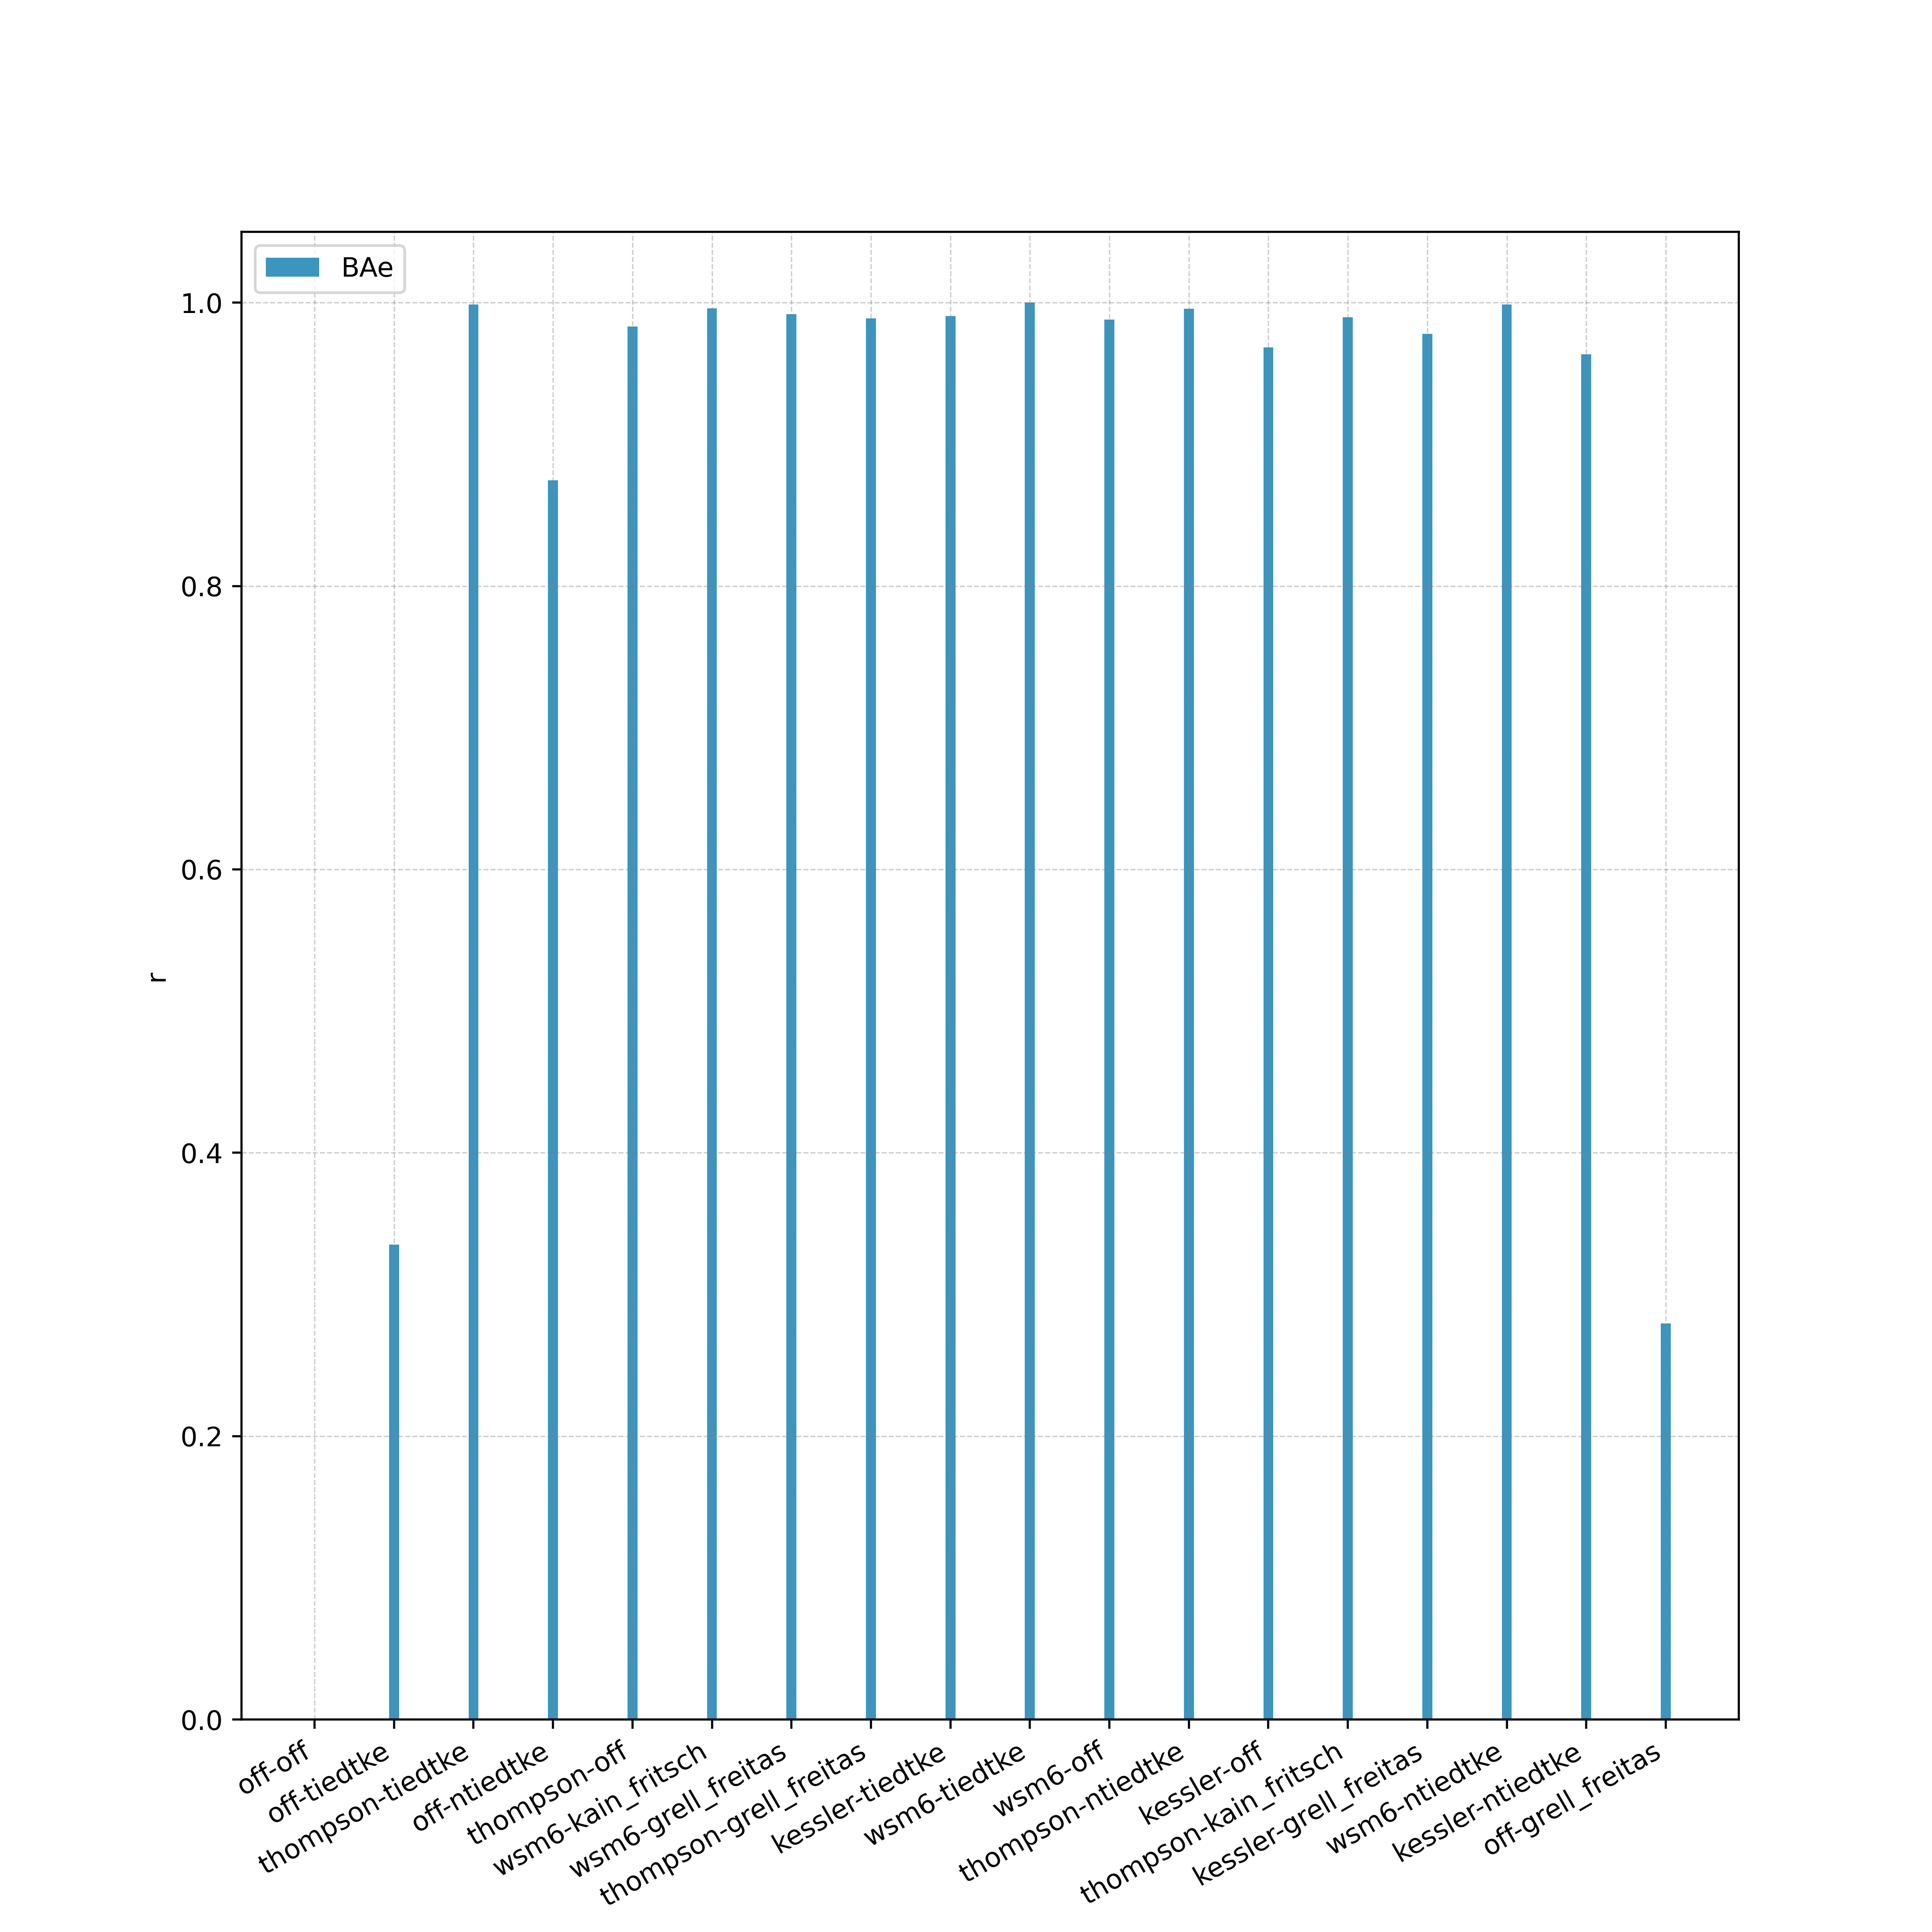 BAe
1.0
0.8
0.6
0.4
0.2
0.0
r
off-off
off-tiedtke
thompson-tiedtke
off-ntiedtke
thompson-off
wsm6-kain_fritsch
wsm6-grell_freitas
thompson-grell_freitas
kessler-tiedtke
wsm6-tiedtke
wsm6-off
thompson-ntiedtke
kessler-off
thompson-kain_fritsch
kessler-grell_freitas
wsm6-ntiedtke
kessler-ntiedtke
off-grell_freitas